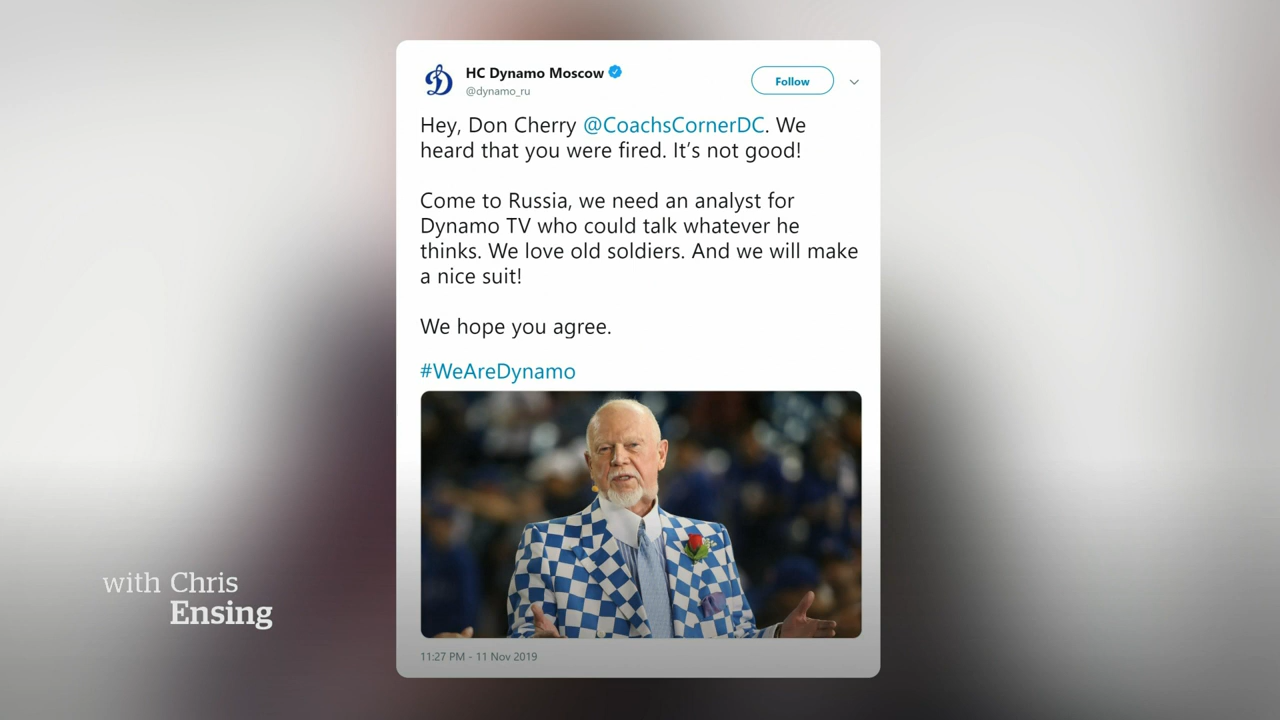 HC Dynamo Moscow
@dynamo_ru
Follow
Hey, Don Cherry @CoachsCornerDC. We
heard that you were fired. It’s not good!
Come to Russia, we need an analyst for
Dynamo TV who could talk whatever he
thinks. We love old soldiers. And we will make
a nice suit!
We hope you agree.
#WeAreDynamo
11:27 PM - 11 Nov 2019
with Chris
Ensing